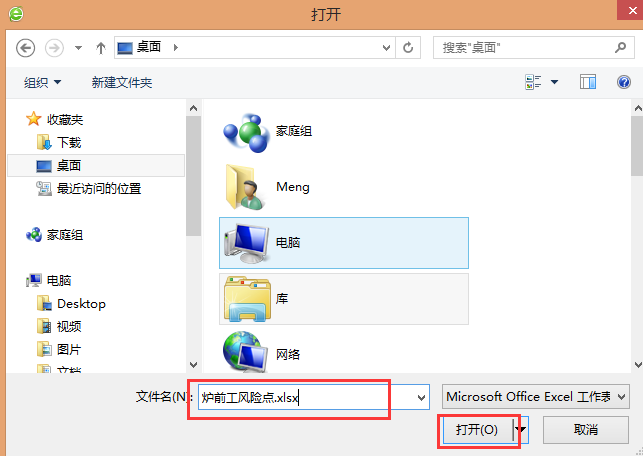 打开
桌面
搜索"桌面"
组织
新建文件夹
收藏夹
下载
桌面
最近访问的位置
家庭组
电脑
Desktop
视频
图片
文档
家庭组
Meng
电脑
库
网络
文件名(N):
炉前工风险点.xlsx
Microsoft Office Excel 工作表
打开(O)
取消